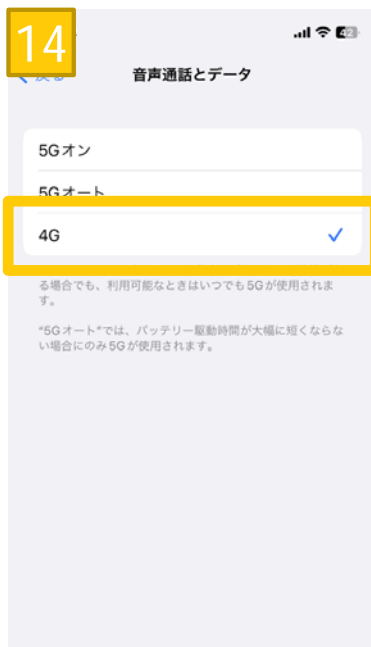 14
42
戻る
音声通話とデータ
5Gオン
5Gオート
4G
る場合でも、利用可能なときはいつでも5Gが使用されま
す。
"5Gオート"では、バッテリー駆動時間が大幅に短くならな
い場合にのみ5Gが使用されます。